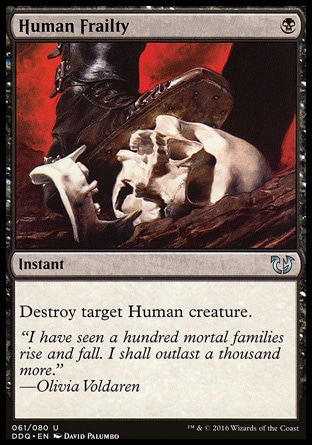 Human Frailty
Instant
Destroy target Human creature.
“I have seen a hundred mortal families
rise and fall. I shall outlast a thousand
more.”
—Olivia Voldaren
061/080 U
DDQ • EN DAVID PALUMBO
™ & © 2016 Wizards of the Coast